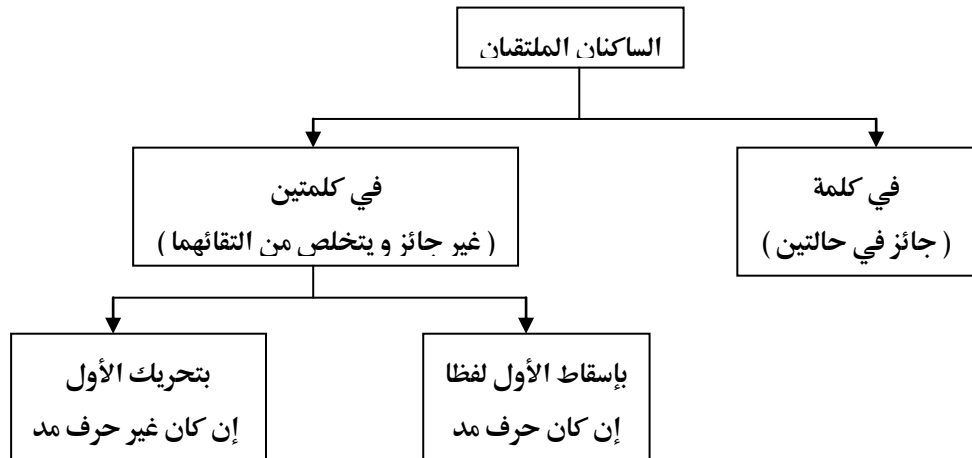 الساكنان الملتقيان
في كلمة
( جائز في حالتين )
في كلمتين
( غير جائز و يتخلص من التقائهما )
بإسقاط الأول لفظا
إن كان حرف مد
بتحريك الأول
إن كان غير حرف مد